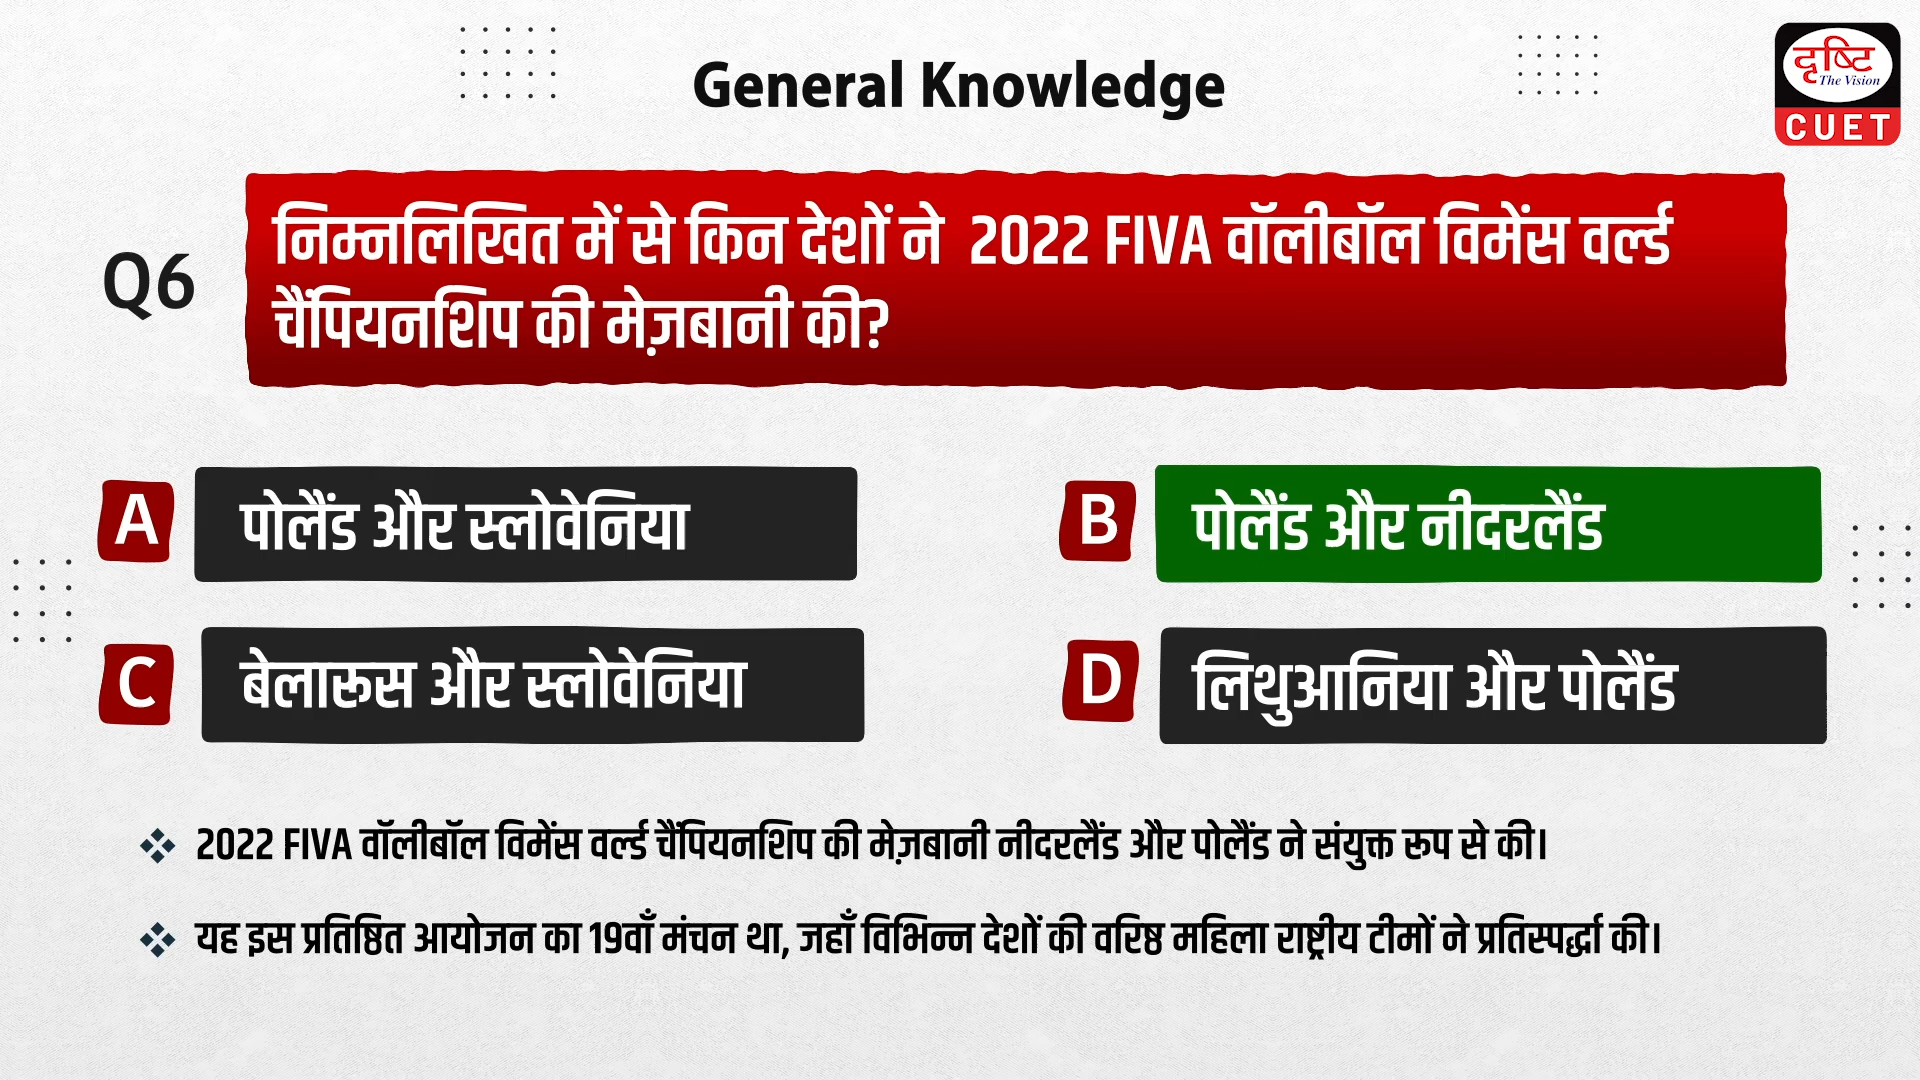 General Knowledge
दृष्टि
The Vision
CUET
Q6
निम्नलिखित में से किन देशों ने 2022 FIVA वॉलीबॉल विमेंस वर्ल्ड
चैंपियनशिप की मेज़बानी की?
A
पोलैंड और स्लोवेनिया
B
पोलैंड और नीदरलैंड
C
बेलारूस और स्लोवेनिया
D
लिथुआनिया और पोलैंड
2022 FIVA वॉलीबॉल विमेंस वर्ल्ड चैंपियनशिप की मेज़बानी नीदरलैंड और पोलैंड ने संयुक्त रूप से की।
यह इस प्रतिष्ठित आयोजन का 19वाँ मंचन था, जहाँ विभिन्न देशों की वरिष्ठ महिला राष्ट्रीय टीमों ने प्रतिस्पर्द्धा की।